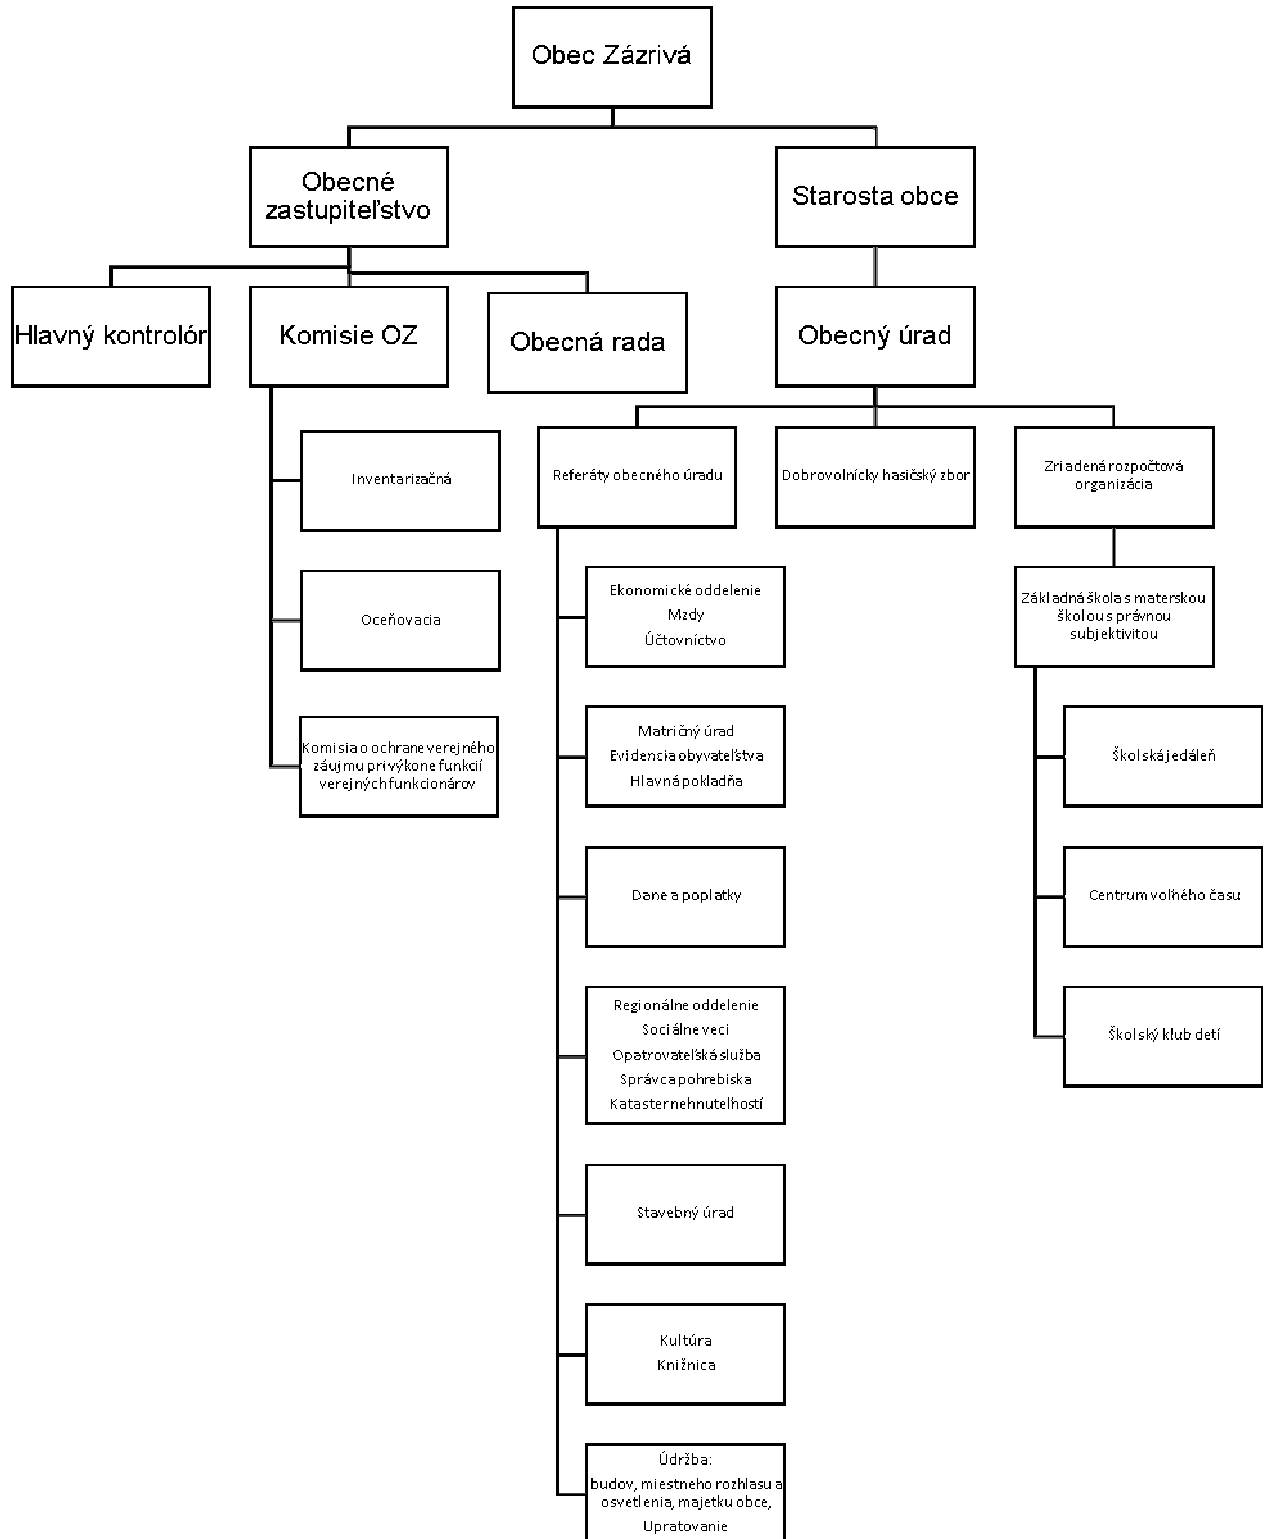 Obec Zázrivá
Obecné
zastupiteľstvo
Starosta obce
Hlavný kontrolór
Komisie OZ
Obecná rada
Obecný úrad
Inventarizačná
Oceňovacia
Komisia o ochrane verejného
záujmu pri výkone funkcií
verejných funkcionárov
Referáty obecného úradu
Dobrovolnícky hasičský zbor
Zriadená rozpočtová
organizácia
Ekonomické oddelenie
Mzdy
Účtovníctvo
Matričný úrad
Evidencia obyvateľstva
Hlavná pokladňa
Dane a poplatky
Regionálne oddelenie
Sociálne veci
Opatrovateľská služba
Správca pohrebiska
Kataster nehnuteľností
Stavebný úrad
Kultúra
Knižnica
Údržba:
budov, miestneho rozhlasu a
osvetlenia, majetku obce,
Upratovanie
Základná škola s materskou
školou s právnou
subjektivitou
Školská jedáleň
Centrum voľného času
Školský klub detí